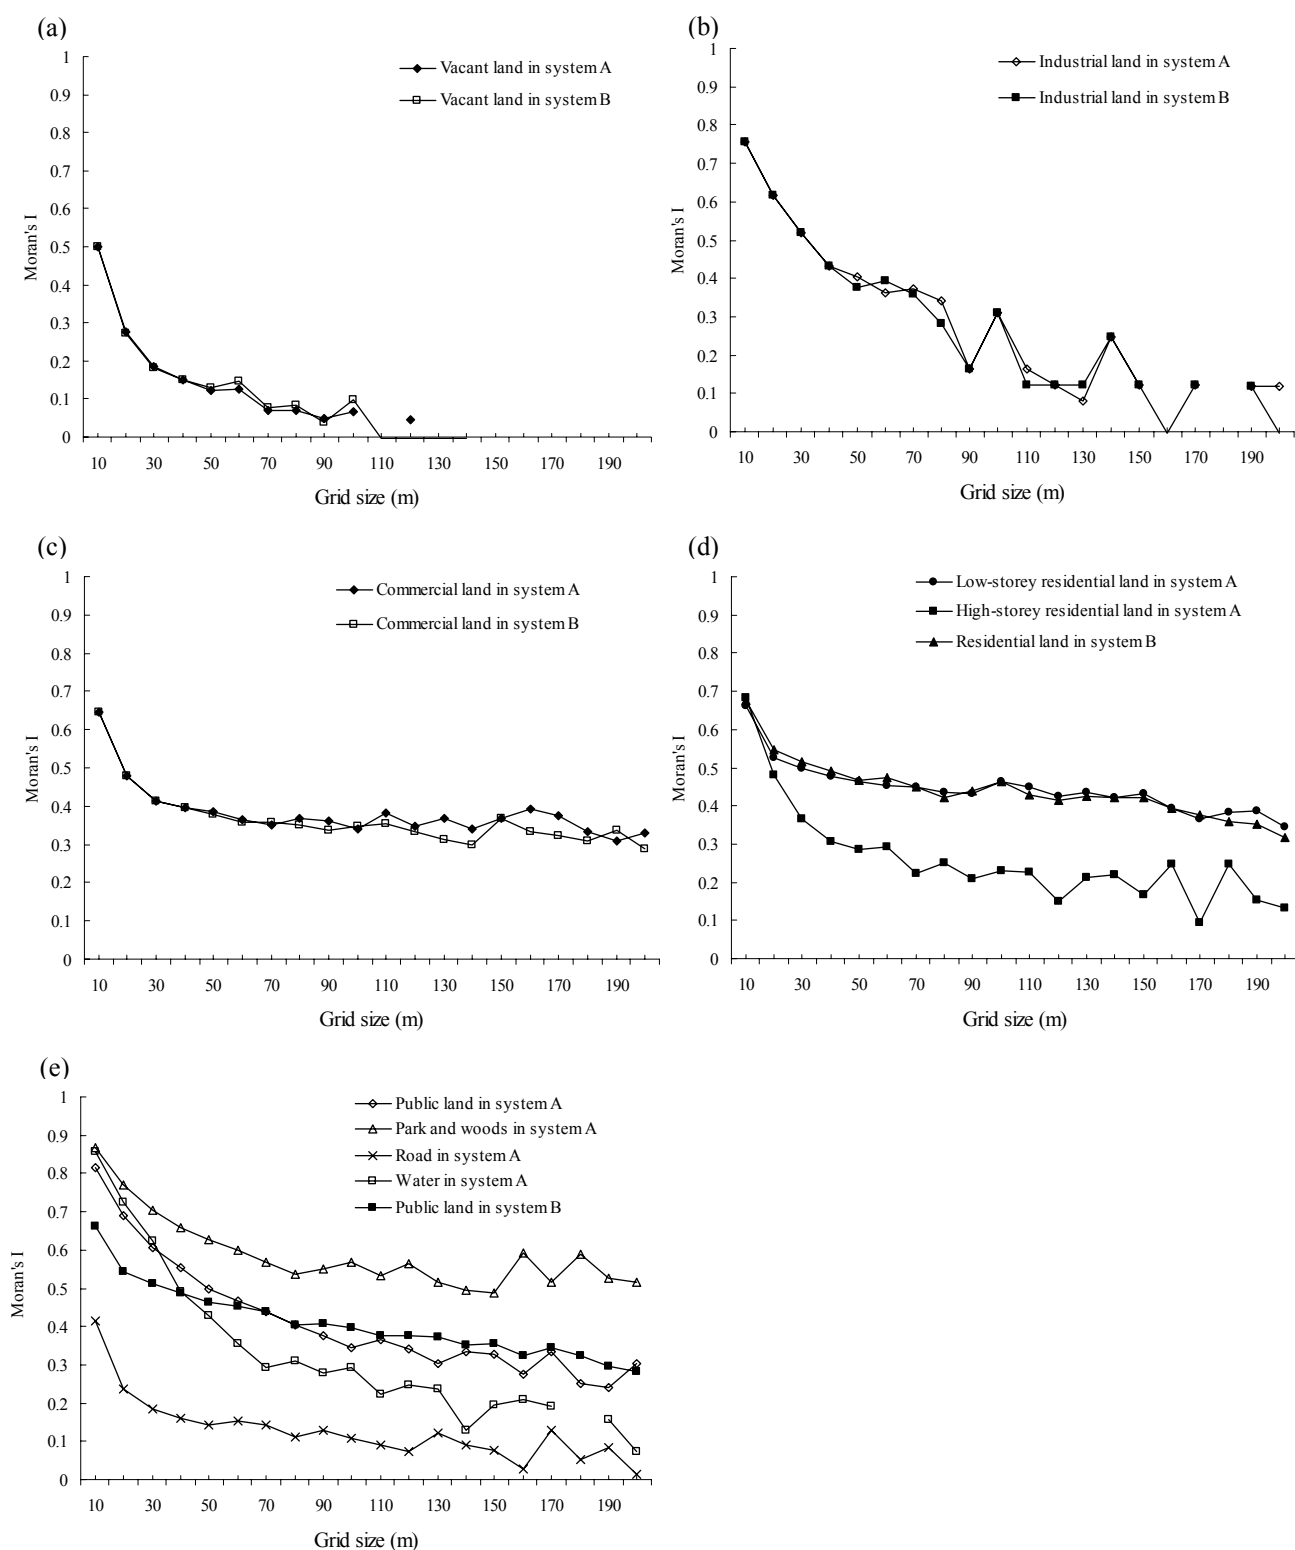 (a)
Vacant land in system A
Vacant land in system B
1
0.9
0.8
0.7
0.6
0.5
0.4
0.3
0.2
0.1
0
Moran's I
10 30 50 70 90 110 130 150 170 190
Grid size (m)
(b)
Industrial land in system A
Industrial land in system B
1
0.9
0.8
0.7
0.6
0.5
0.4
0.3
0.2
0.1
0
Moran's I
10 30 50 70 90 110 130 150 170 190
Grid size (m)
(c)
Commercial land in system A
Commercial land in system B
1
0.9
0.8
0.7
0.6
0.5
0.4
0.3
0.2
0.1
0
Moran's I
10 30 50 70 90 110 130 150 170 190
Grid size (m)
(d)
Low-storey residential land in system A
High-storey residential land in system A
Residential land in system B
1
0.9
0.8
0.7
0.6
0.5
0.4
0.3
0.2
0.1
0
Moran's I
10 30 50 70 90 110 130 150 170 190
Grid size (m)
(e)
Public land in system A
Park and woods in system A
Road in system A
Water in system A
Public land in system B
1
0.9
0.8
0.7
0.6
0.5
0.4
0.3
0.2
0.1
0
Moran's I
10 30 50 70 90 110 130 150 170 190
Grid size (m)